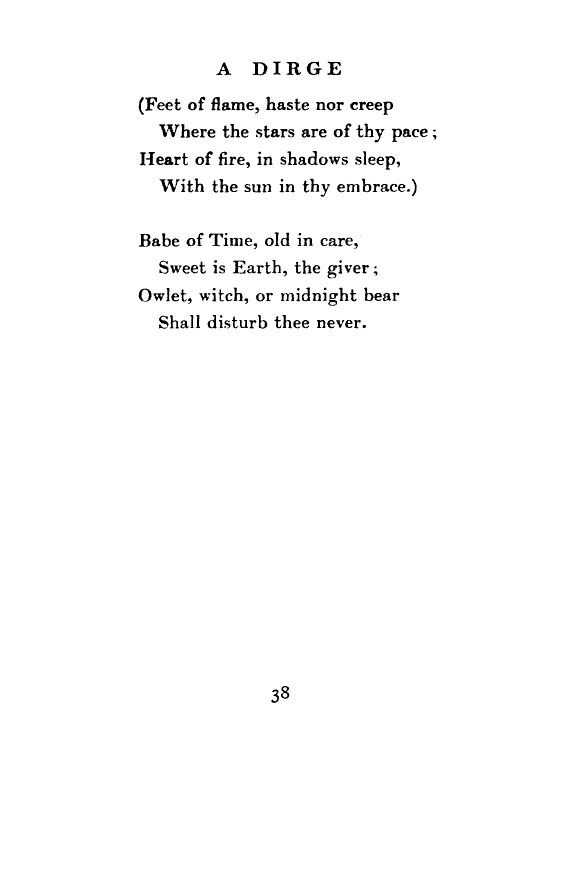 A DIRGE
(Feet of flame, haste nor creep
Where the stars are of thy pace;
Heart of fire, in shadows sleep,
With the sun in thy embrace.)
Babe of Time, old in care,
Sweet is Earth, the giver;
Owlet, witch, or midnight bear
Shall disturb thee never.
38